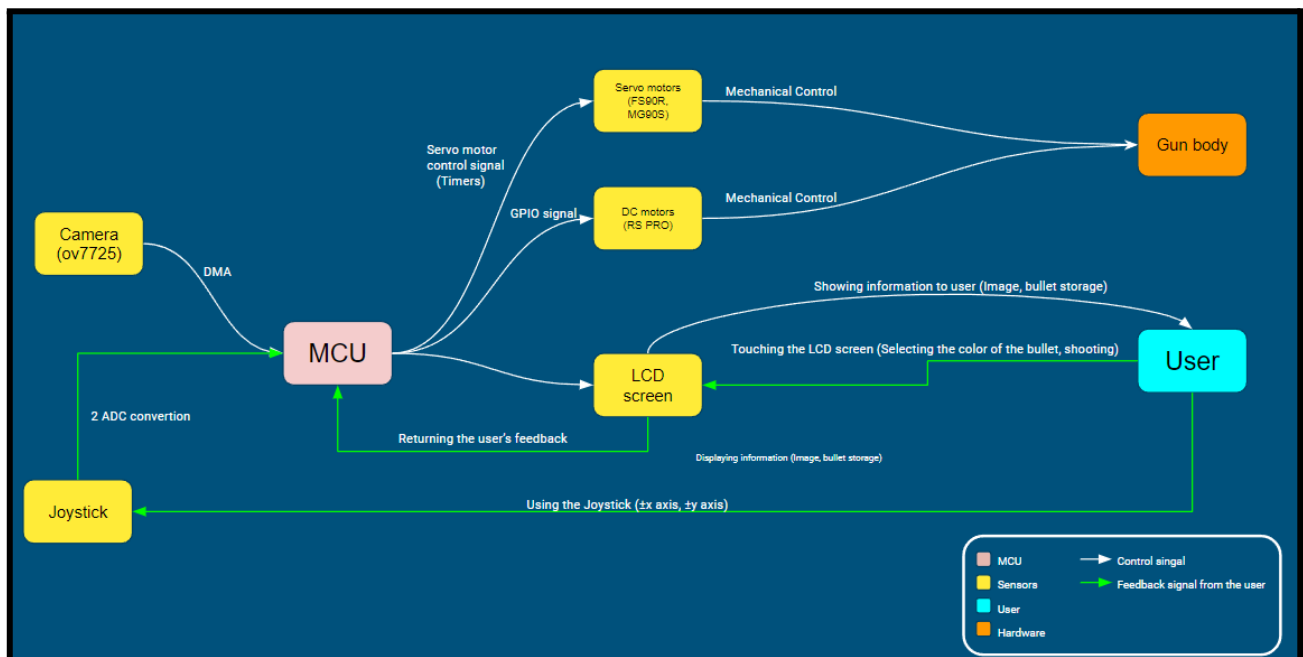 Servo motors
(FS90R,
MG90S)
Mechanical Control
Gun body
Servo motor
control signal
(Timers)
GPIO signal
DC motors
(RS PRO)
Mechanical Control
Camera
(ov7725)
DMA
Showing information to user (Image, bullet storage)
MCU
Touching the LCD screen (Selecting the color of the bullet, shooting)
User
LCD
screen
2 ADC convertion
Returning the user's feedback
Displaying information (Image, bullet storage)
Joystick
Using the Joystick (±x axis, ±y axis)
MCU
Control singal
Sensors
Feedback signal from the user
User
Hardware